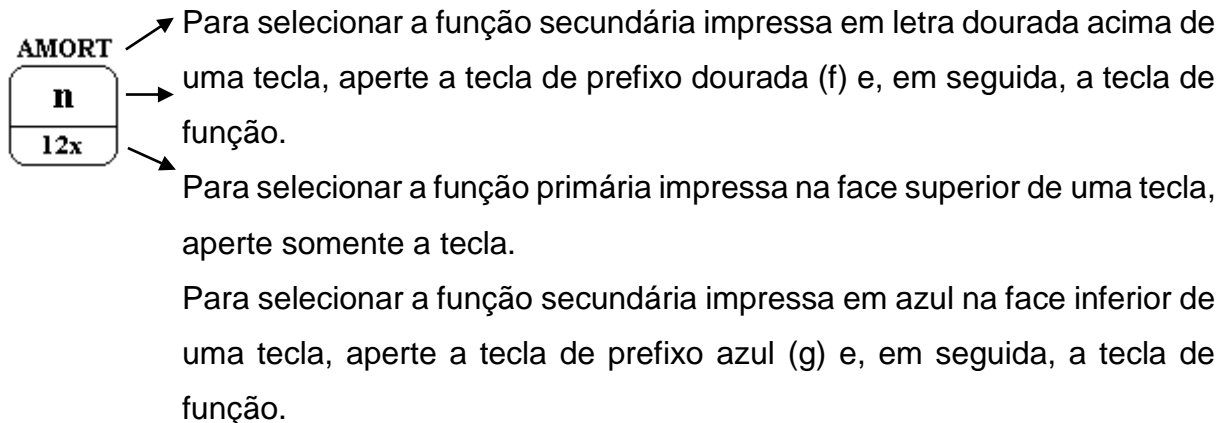 AMORT
n
12x
Para selecionar a função secundária impressa em letra dourada acima de
uma tecla, aperte a tecla de prefixo dourada (f) e, em seguida, a tecla de
função.
Para selecionar a função primária impressa na face superior de uma tecla,
aperte somente a tecla.
Para selecionar a função secundária impressa em azul na face inferior de
uma tecla, aperte a tecla de prefixo azul (g) e, em seguida, a tecla de
função.